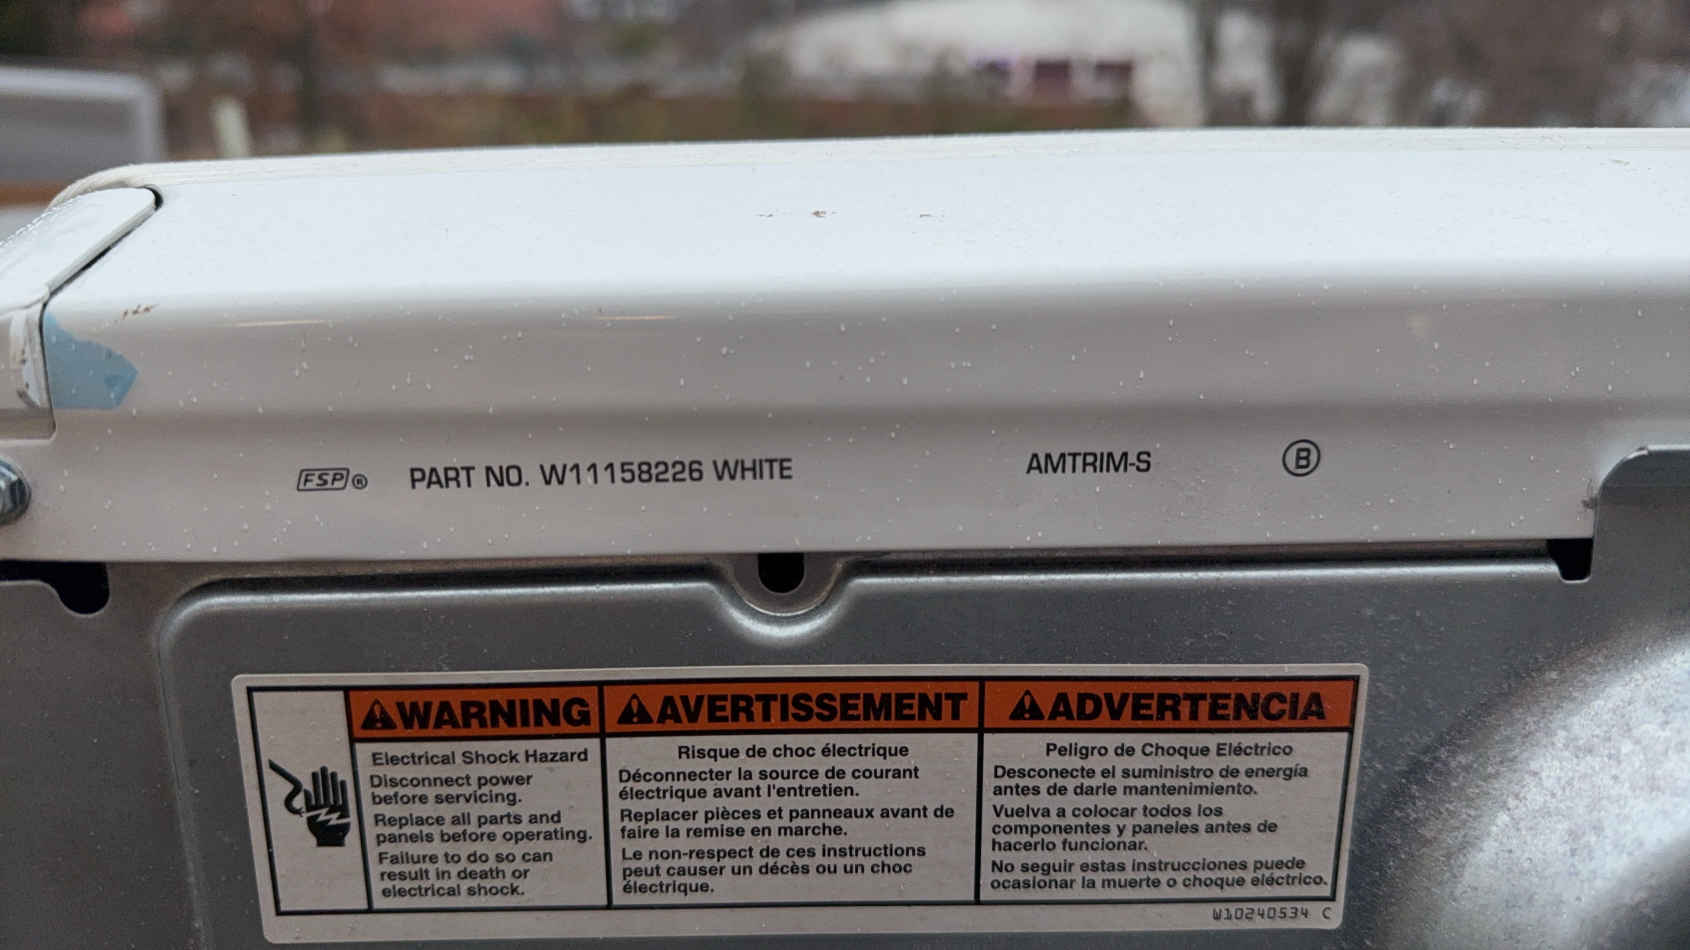 FSP® PART NO. W11158226 WHITE AMTRIM-S B
WARNING
Electrical Shock Hazard
Disconnect power
before servicing.
Replace all parts and
panels before operating.
Failure to do so can
result in death or
electrical shock.
AVERTISSEMENT
Risque de choc électrique
Déconnecter la source de courant
électrique avant l'entretien.
Replacer pièces et panneaux avant de
faire la remise en marche.
Le non-respect de ces instructions
peut causer un décès ou un choc
électrique.
ADVERTENCIA
Peligro de Choque Eléctrico
Desconecte el suministro de energía
antes de darle mantenimiento.
Vuelva a colocar todos los
componentes y paneles antes de
hacerlo funcionar.
No seguir estas instrucciones puede
ocasionar la muerte o choque eléctrico.
W10240534 C